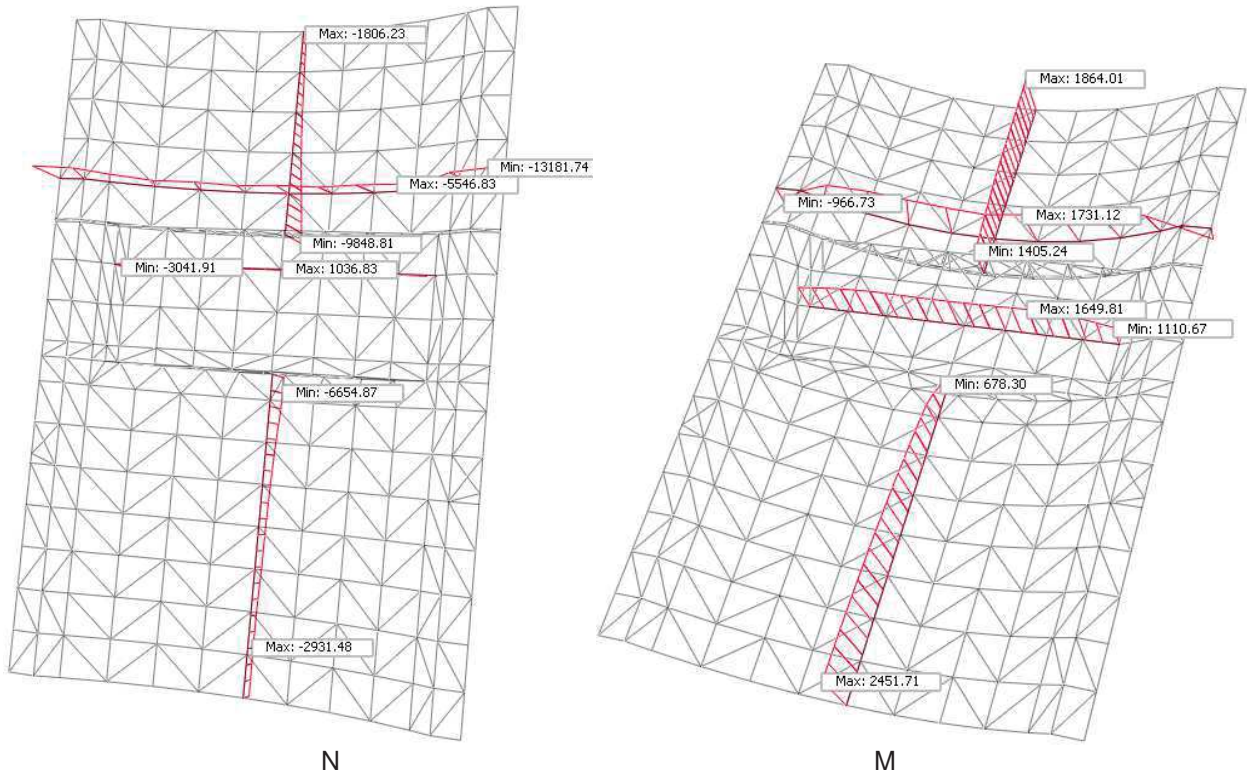 Max: -1806.23
Min: -13181.74
Max: -5546.83
Min: -9848.81
Min: -3041.91
Max: 1036.83
Min: -6654.87
Max: -2931.48
N
Max: 1864.01
Min: -966.73
Max: 1731.12
Min: 1405.24
Max: 1649.81
Min: 1110.67
Min: 678.30
Max: 2451.71
M